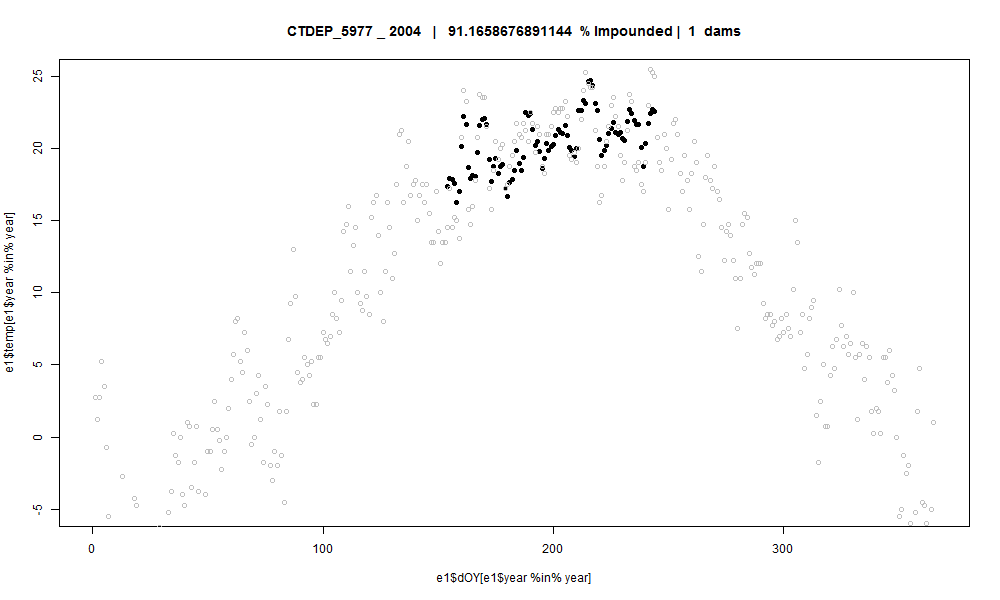 CTDEP_5977 _ 2004 | 91.1658676891144 % Impounded | 1 dams
e1$temp[e1$year %in% year]
25
20
15
10
5
0
-5
0 100 200 300
e1$dOY[e1$year %in% year]